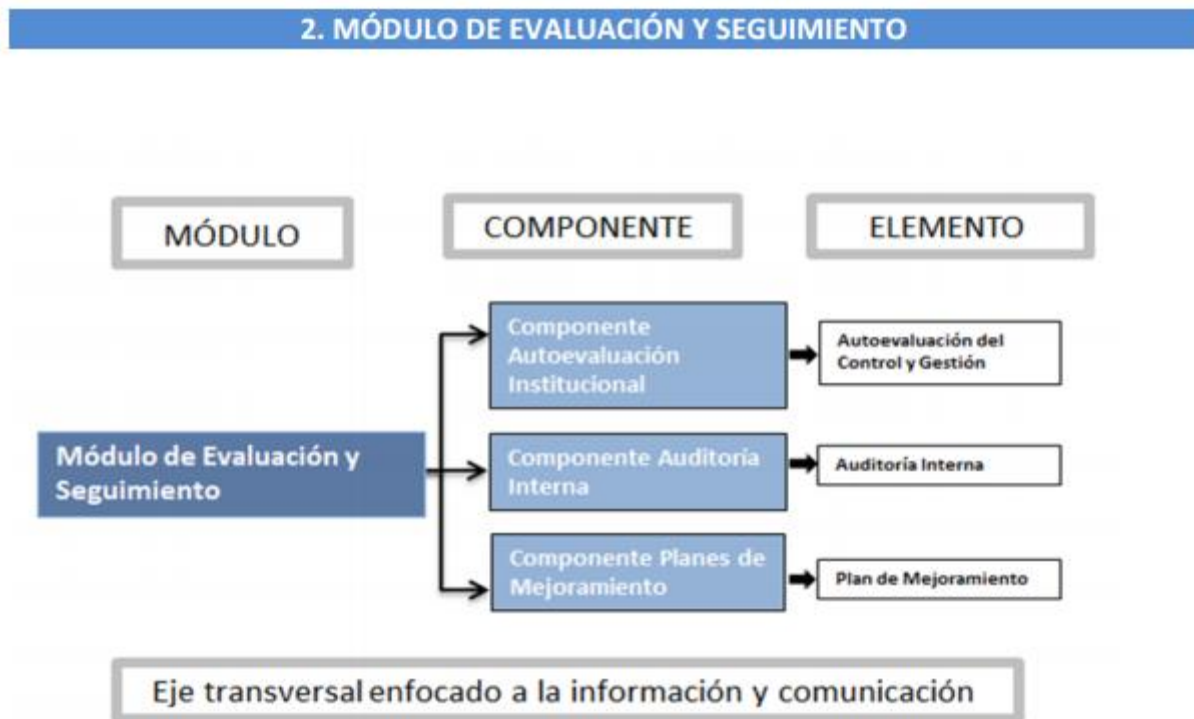 2. MÓDULO DE EVALUACIÓN Y SEGUIMIENTO
MÓDULO
COMPONENTE
ELEMENTO
Componente
Autoevaluación
Institucional
Autoevaluación del
Control y Gestión
Módulo de Evaluación y
Seguimiento
Componente Auditoría
Interna
Auditoría Interna
Componente Planes de
Mejoramiento
Plan de Mejoramiento
Eje transversal enfocado a la información y comunicación